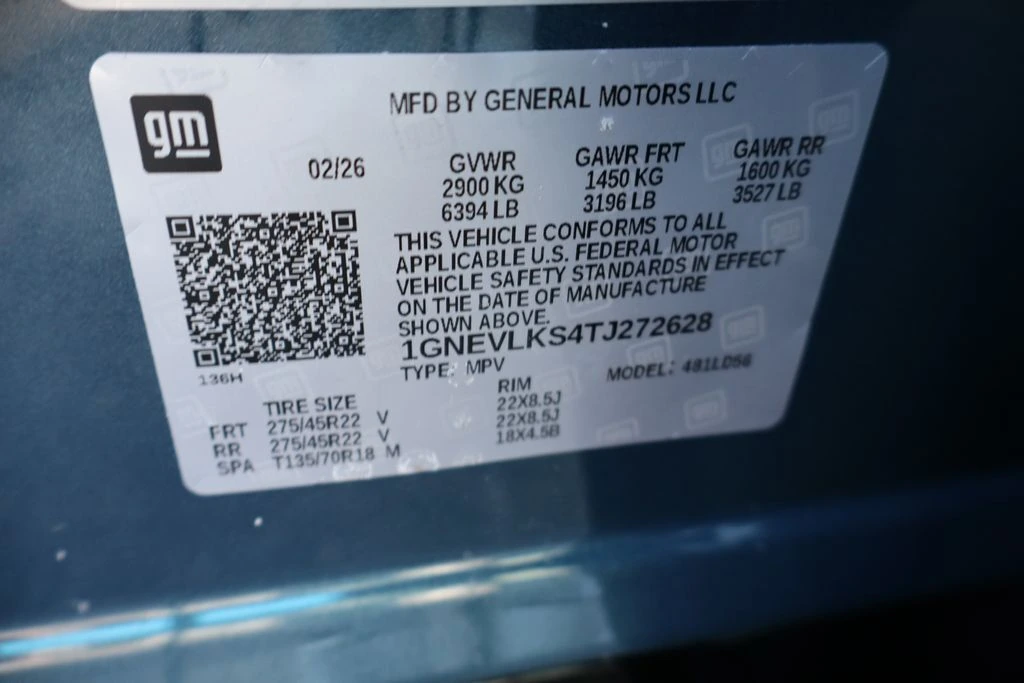 gm
MFD BY GENERAL MOTORS LLC
02/26
GVWR
2900 KG
6394 LB
GAWR FRT
1450 KG
3196 LB
GAWR RR
1600 KG
3527 LB
THIS VEHICLE CONFORMS TO ALL
APPLICABLE U.S. FEDERAL MOTOR
VEHICLE SAFETY STANDARDS IN EFFECT
ON THE DATE OF MANUFACTURE
SHOWN ABOVE.
1GNEVLKS4TJ272628
TYPE: MPV
MODEL: 481LD56
136H
TIRE SIZE RIM
FRT 275/45R22 V 22X8.5J
RR 275/45R22 V 22X8.5J
SPA T135/70R18 M 18X4.5B